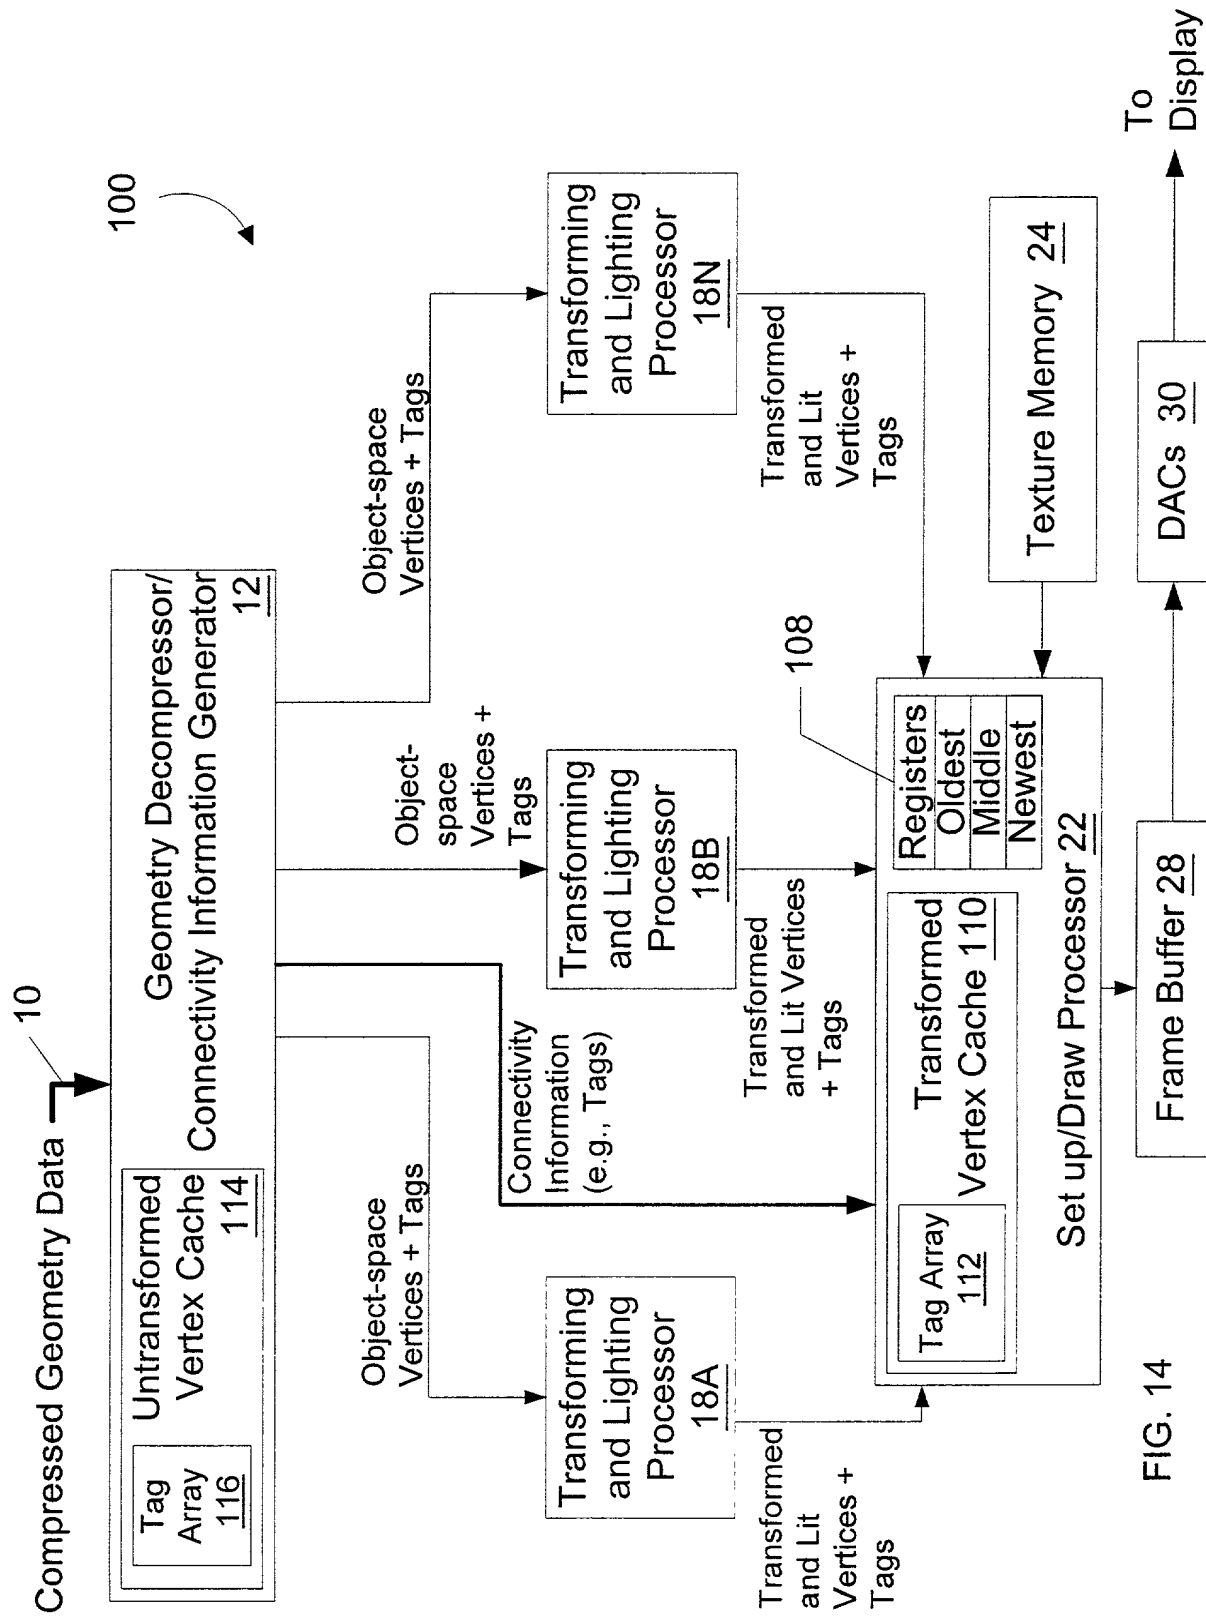 Compressed Geometry Data
10
100
Tag
Array
116
Untransformed
Vertex Cache
114
Geometry Decompressor/
Connectivity Information Generator
12
Object-space
Vertices + Tags
Connectivity
Information
(e.g., Tags)
Object-
space
Vertices +
Tags
Object-space
Vertices + Tags
Transforming
and Lighting
Processor
18A
Transforming
and Lighting
Processor
18B
Transforming
and Lighting
Processor
18N
Transformed
and Lit
Vertices +
Tags
Transformed
and Lit Vertices
+ Tags
Transformed
and Lit
Vertices +
Tags
108
Tag Array
112
Transformed
Vertex Cache 110
Registers
Oldest
Middle
Newest
Set up/Draw Processor 22
Texture Memory 24
Frame Buffer 28
DACs 30
To
Display
FIG. 14